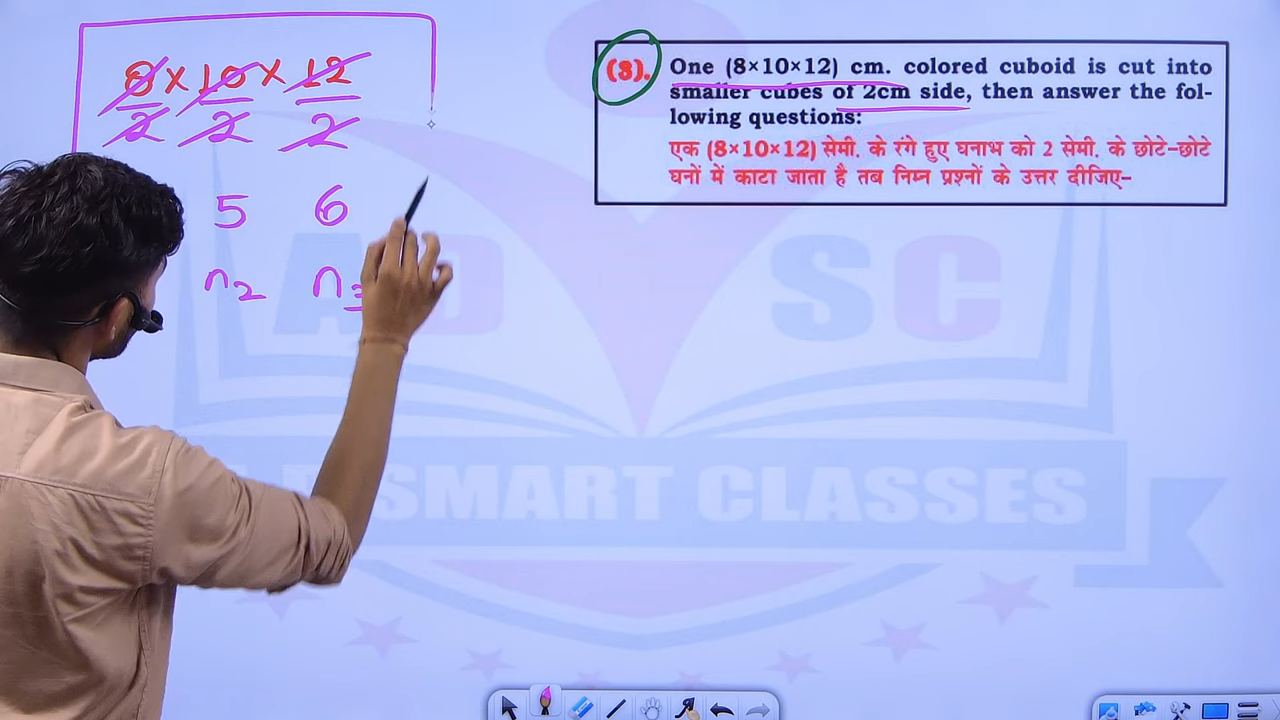 8 × 10 × 12
2 2 2
5 6
n2 n3
(3). One (8×10×12) cm. colored cuboid is cut into
smaller cubes of 2cm side, then answer the fol-
lowing questions:
एक (8×10×12) सेमी. के रंगे हुए घनाभ को 2 सेमी. के छोटे-छोटे
घनों में काटा जाता है तब निम्न प्रश्नों के उत्तर दीजिए-
SC
SMART CLASSES